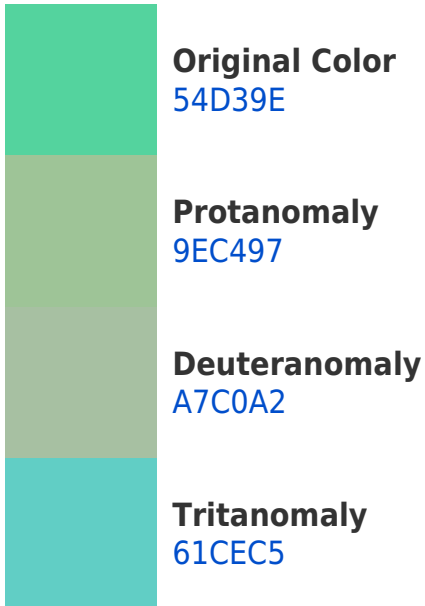 Original Color
54D39E
Protanomaly
9EC497
Deuteranomaly
A7C0A2
Tritanomaly
61CEC5